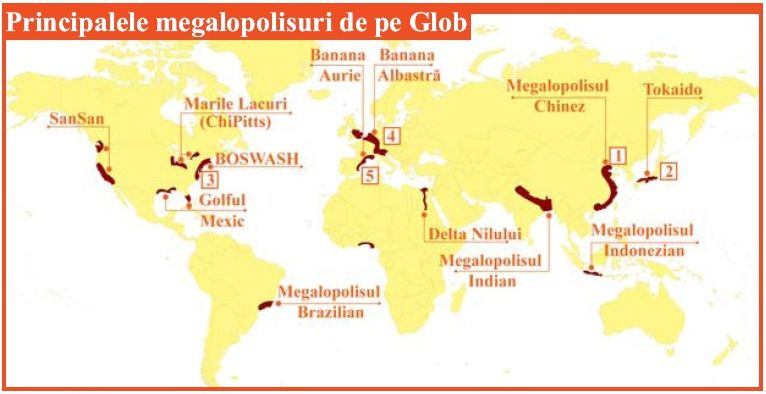 Principalele megalopolisuri de pe Glob
Banana
Aurie
Banana
Albastră
Megalopolisul
Chinez
Tokaido
Marile Lacuri
(ChiPitts)
SanSan
BOSWASH
3
Golful
Mexic
4
5
1
2
Delta Nilului
Megalopolisul
Indian
Megalopolisul
Indonezian
Megalopolisul
Brazilian